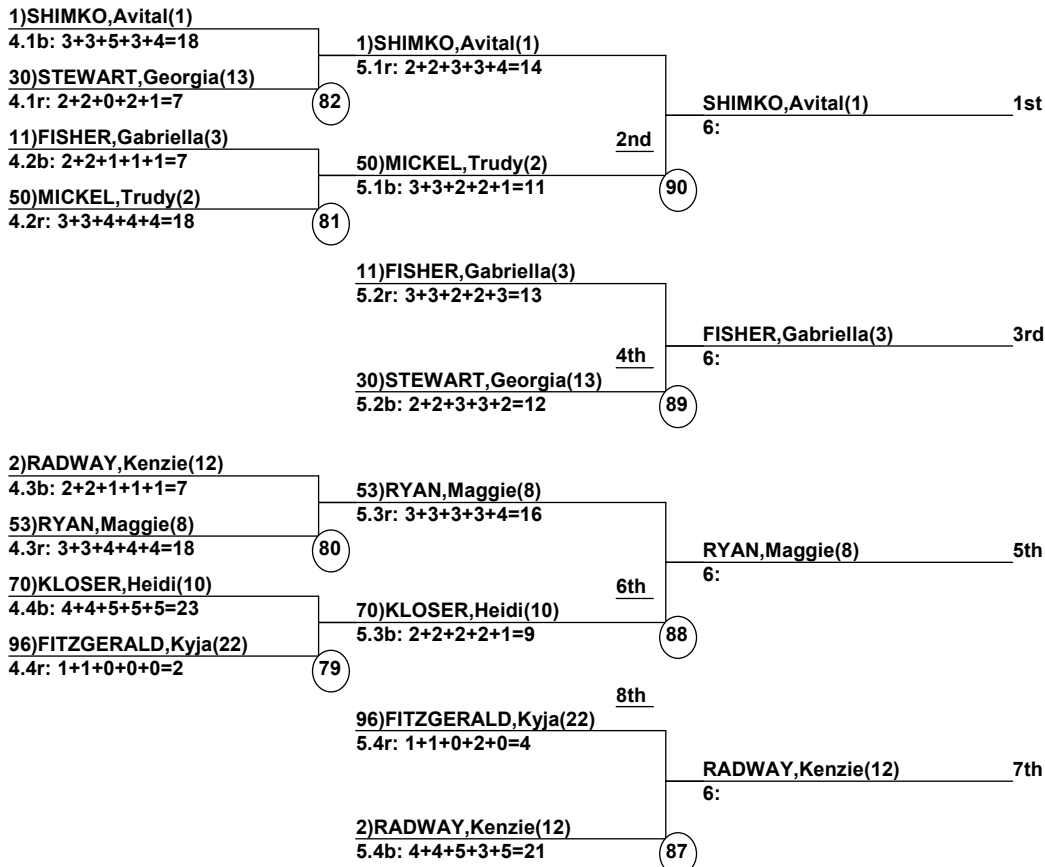 1)SHIMKO,Avital(1)
4.1b: 3+3+5+3+4=18
30)STEWART,Georgia(13)
4.1r: 2+2+0+2+1=7
82
11)FISHER,Gabriella(3)
4.2b: 2+2+1+1+1=7
50)MICKEL,Trudy(2)
4.2r: 3+3+4+4+4=18
81
1)SHIMKO,Avital(1)
5.1r: 2+2+3+3+4=14
2nd
50)MICKEL,Trudy(2)
5.1b: 3+3+2+2+1=11
90
SHIMKO,Avital(1) 1st
6:
11)FISHER,Gabriella(3)
5.2r: 3+3+2+2+3=13
4th
30)STEWART,Georgia(13)
5.2b: 2+2+3+3+2=12
89
FISHER,Gabriella(3) 3rd
6:
2)RADWAY,Kenzie(12)
4.3b: 2+2+1+1+1=7
53)RYAN,Maggie(8)
4.3r: 3+3+4+4+4=18
80
70)KLOSER,Heidi(10)
4.4b: 4+4+5+5+5=23
96)FITZGERALD,Kyja(22)
4.4r: 1+1+0+0+0=2
79
53)RYAN,Maggie(8)
5.3r: 3+3+3+3+4=16
6th
70)KLOSER,Heidi(10)
5.3b: 2+2+2+2+1=9
88
RYAN,Maggie(8) 5th
6:
8th
96)FITZGERALD,Kyja(22)
5.4r: 1+1+0+2+0=4
2)RADWAY,Kenzie(12)
5.4b: 4+4+5+3+5=21
87
RADWAY,Kenzie(12) 7th
6: